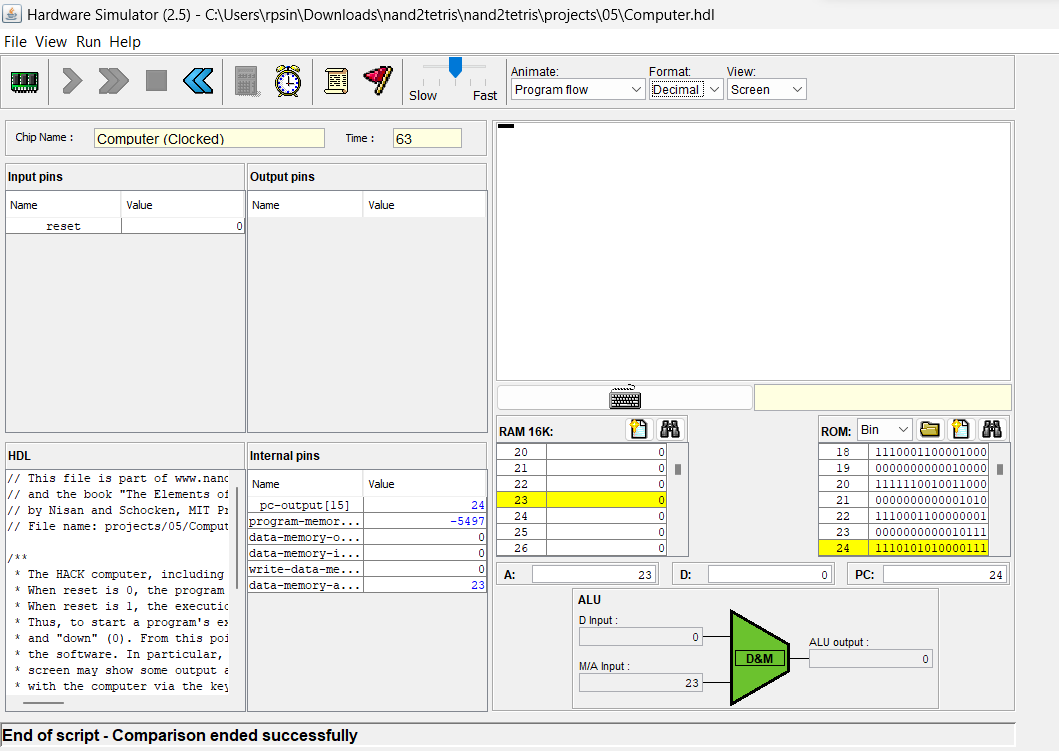 Hardware Simulator (2.5) - C:\Users\rpsin\Downloads\nand2tetris\nand2tetris\projects\05\Computer.hdl
File View Run Help
Slow Fast
Animate:
Program flow
Format:
Decimal
View:
Screen
Chip Name :
Computer (Clocked)
Time :
63
Input pins
Name Value
reset 0
Output pins
Name Value
HDL
// This file is part of www.nand
// and the book "The Elements of
// by Nisan and Schocken, MIT Pr
// File name: projects/05/Comput
/**
* The HACK computer, including
* When reset is 0, the program
* When reset is 1, the executio
* Thus, to start a program's ex
* and "down" (0). From this poi
* the software. In particular,
* screen may show some output a
* with the computer via the key
Internal pins
Name Value
pc-output[15] 24
program-memor... -5497
data-memory-o... 0
data-memory-i... 0
write-data-me... 0
data-memory-a... 23
RAM 16K:
20 0
21 0
22 0
23 0
24 0
25 0
26 0
ROM: Bin
18 1110001100001000
19 0000000000010000
20 1111110010011000
21 0000000000001010
22 1110001100000001
23 0000000000010111
24 1110101010000111
A: 23
D: 0
PC: 24
ALU
D Input :
0
M/A Input :
23
D&M
ALU output :
0
End of script - Comparison ended successfully